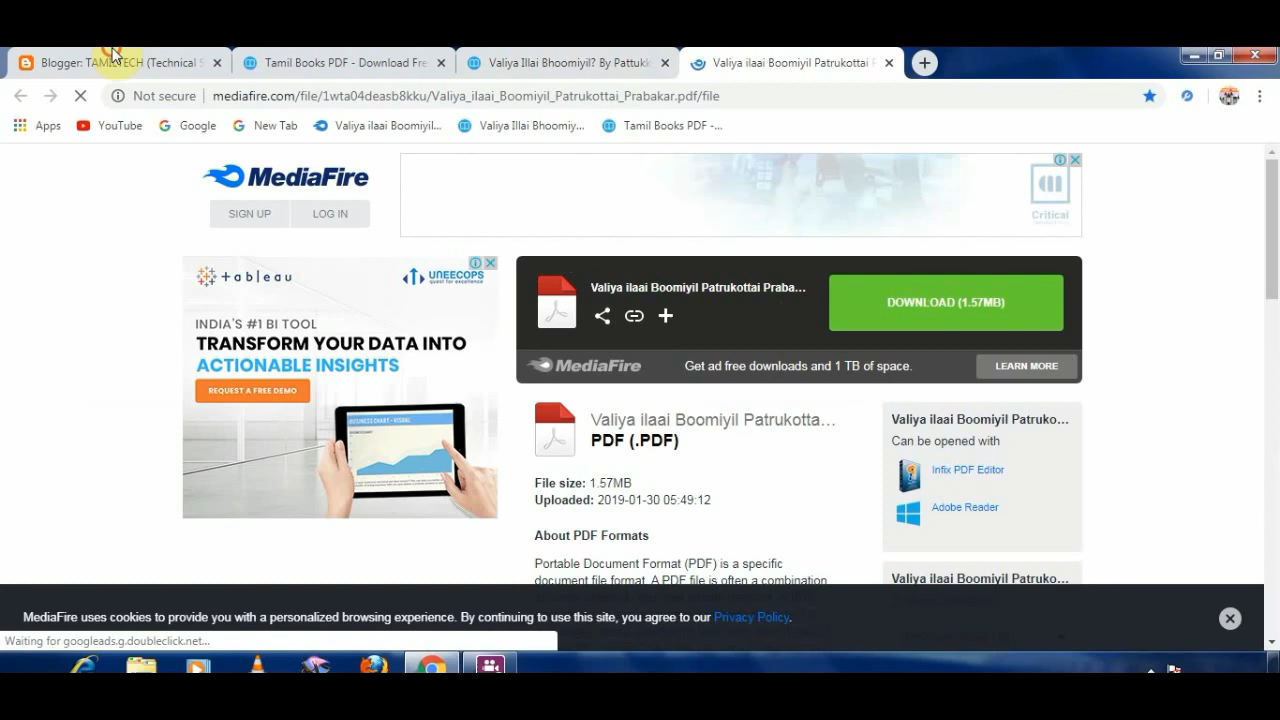 Blogger: TAMIL TECH (Technical S
Tamil Books PDF - Download Fre
Valiya Illai Bhoomiyil? By Pattukk
Valiya ilaai Boomiyil Patrukottai P
Not secure
mediafire.com/file/1wta04deasb8kku/Valiya_ilaai_Boomiyil_Patrukottai_Prabakar.pdf/file
Apps
YouTube
Google
New Tab
Valiya ilaai Boomiyil...
Valiya Illai Bhoomiy...
Tamil Books PDF -...
MediaFire
SIGN UP
LOG IN
Critical
+ableau
UNEECOPS
quest for excellence
INDIA'S #1 BI TOOL
TRANSFORM YOUR DATA INTO
ACTIONABLE INSIGHTS
REQUEST A FREE DEMO
Valiya ilaai Boomiyil Patrukottai Praba...
DOWNLOAD (1.57MB)
MediaFire
Get ad free downloads and 1 TB of space.
LEARN MORE
Valiya ilaai Boomiyil Patrukotta...
PDF (.PDF)
File size: 1.57MB
Uploaded: 2019-01-30 05:49:12
About PDF Formats
Portable Document Format (PDF) is a specific
document file format. A PDF file is often a combination
Valiya ilaai Boomiyil Patruko...
Can be opened with
Infix PDF Editor
Adobe Reader
Valiya ilaai Boomiyil Patruko...
MediaFire uses cookies to provide you with a personalized browsing experience. By continuing to use this site, you agree to our Privacy Policy.
Waiting for googleads.g.doubleclick.net...